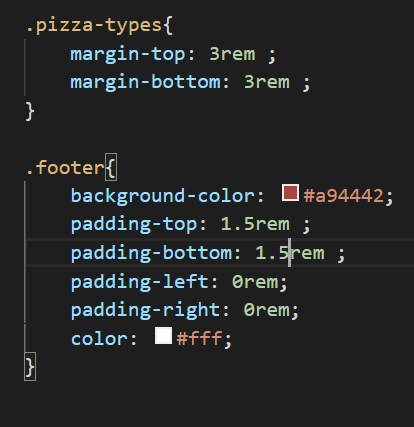 .pizza-types{
margin-top: 3rem ;
margin-bottom: 3rem ;
}
.footer{
background-color: #a94442;
padding-top: 1.5rem ;
padding-bottom: 1.5rem ;
padding-left: 0rem;
padding-right: 0rem;
color: #fff;
}